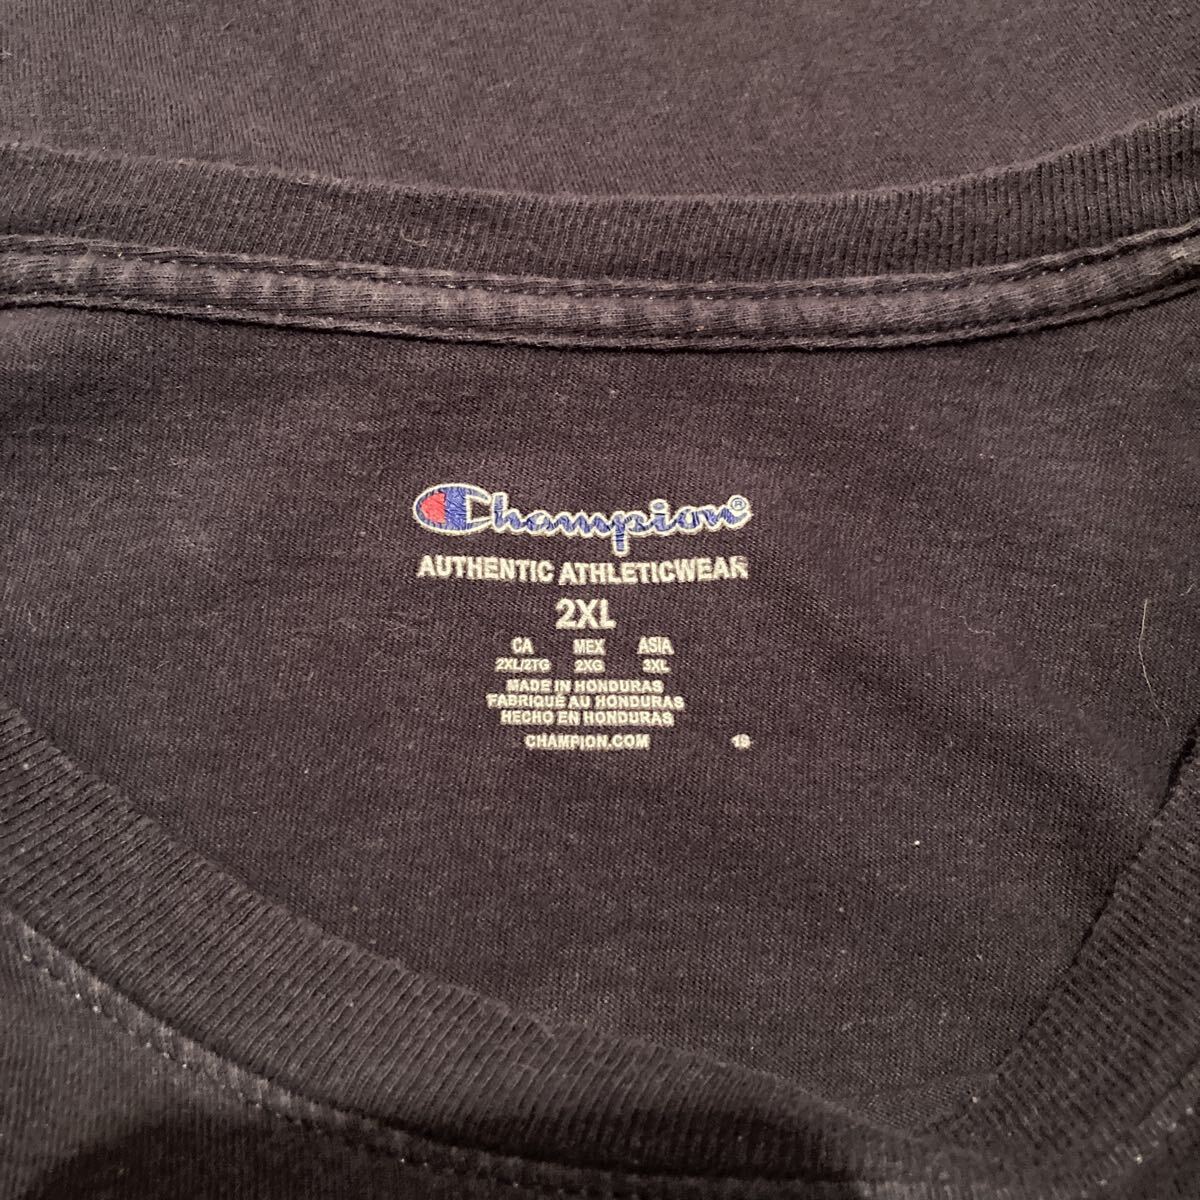 Champion®
AUTHENTIC ATHLETICWEAR
2XL
CA MEX ASIA
2XL/2TG 2XG 3XL
MADE IN HONDURAS
FABRIQUÉ AU HONDURAS
HECHO EN HONDURAS
CHAMPION.COM